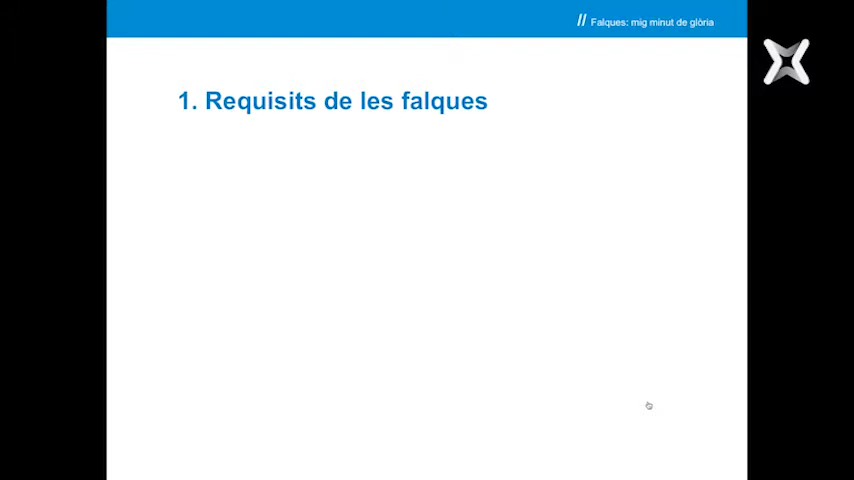 // Falques: mig minut de glòria
1. Requisits de les falques